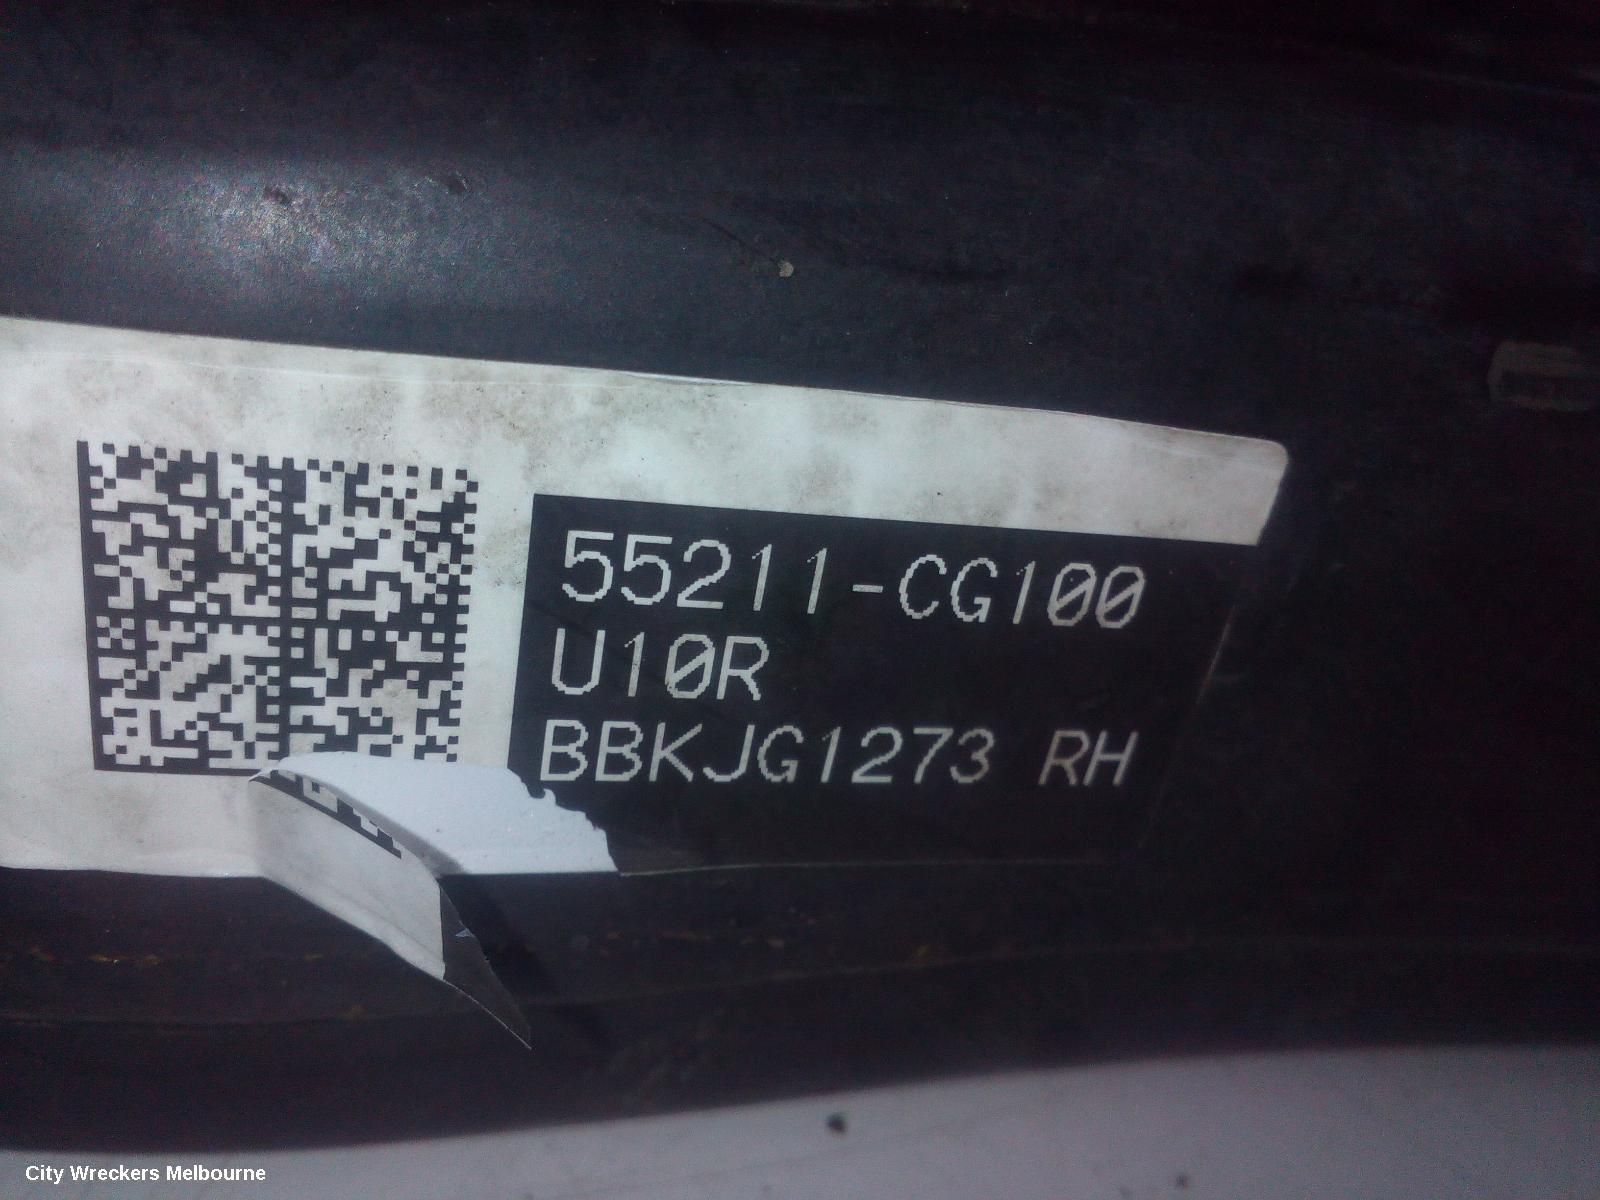 55211-CG100
U10R
BBKJG1273 RH
City Wreckers Melbourne